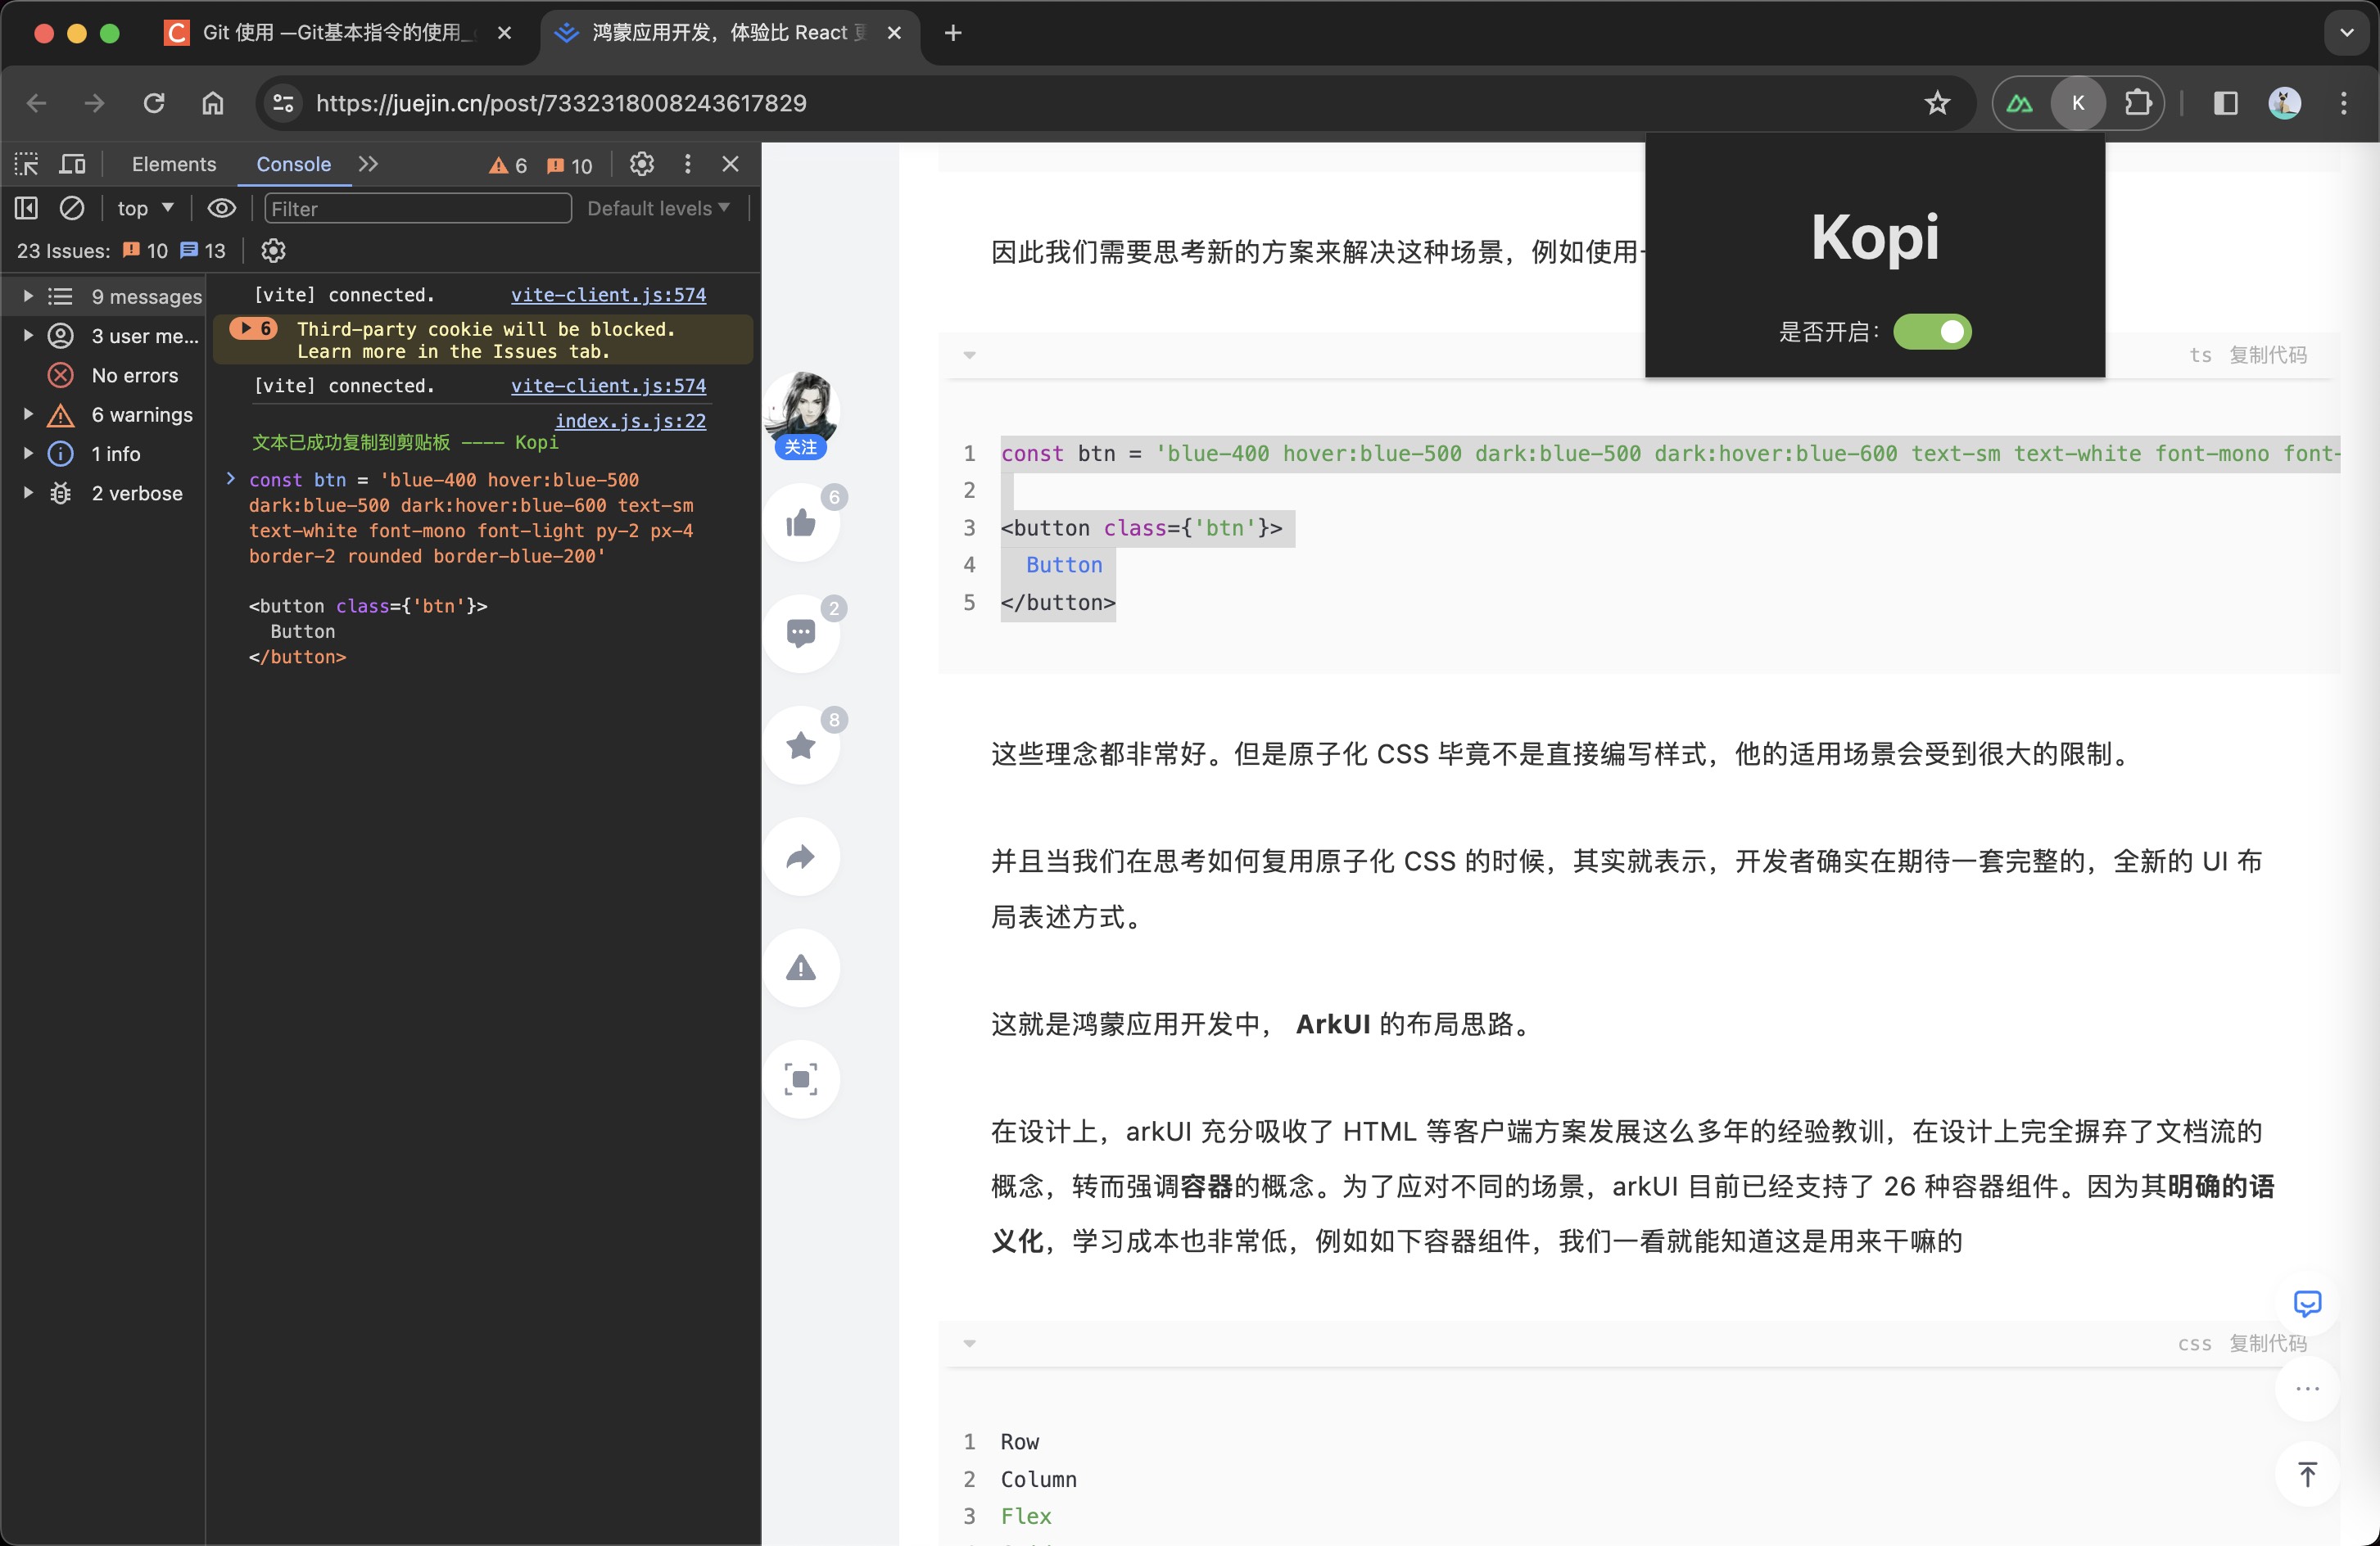 Git 使用 —Git基本指令的使用_
鸿蒙应用开发，体验比 React 更
https://juejin.cn/post/7332318008243617829
K
Elements
Console
6
10
top
Filter
Default levels
23 Issues:
10
13
9 messages
3 user me...
No errors
6 warnings
1 info
2 verbose
[vite] connected.
vite-client.js:574
6
Third-party cookie will be blocked.
Learn more in the Issues tab.
[vite] connected.
vite-client.js:574
index.js.js:22
文本已成功复制到剪贴板 ---- Kopi
const btn = 'blue-400 hover:blue-500
dark:blue-500 dark:hover:blue-600 text-sm
text-white font-mono font-light py-2 px-4
border-2 rounded border-blue-200'
<button class={'btn'}>
Button
</button>
关注
6
2
8
因此我们需要思考新的方案来解决这种场景，例如使用
Kopi
是否开启：
ts 复制代码
1 const btn = 'blue-400 hover:blue-500 dark:blue-500 dark:hover:blue-600 text-sm text-white font-mono font-
2
3 <button class={'btn'}>
4 Button
5 </button>
这些理念都非常好。但是原子化 CSS 毕竟不是直接编写样式，他的适用场景会受到很大的限制。
并且当我们在思考如何复用原子化 CSS 的时候，其实就表示，开发者确实在期待一套完整的，全新的 UI 布
局表述方式。
这就是鸿蒙应用开发中， ArkUI 的布局思路。
在设计上，arkUI 充分吸收了 HTML 等客户端方案发展这么多年的经验教训，在设计上完全摒弃了文档流的
概念，转而强调容器的概念。为了应对不同的场景，arkUI 目前已经支持了 26 种容器组件。因为其明确的语
义化，学习成本也非常低，例如如下容器组件，我们一看就能知道这是用来干嘛的
css 复制代码
1 Row
2 Column
3 Flex